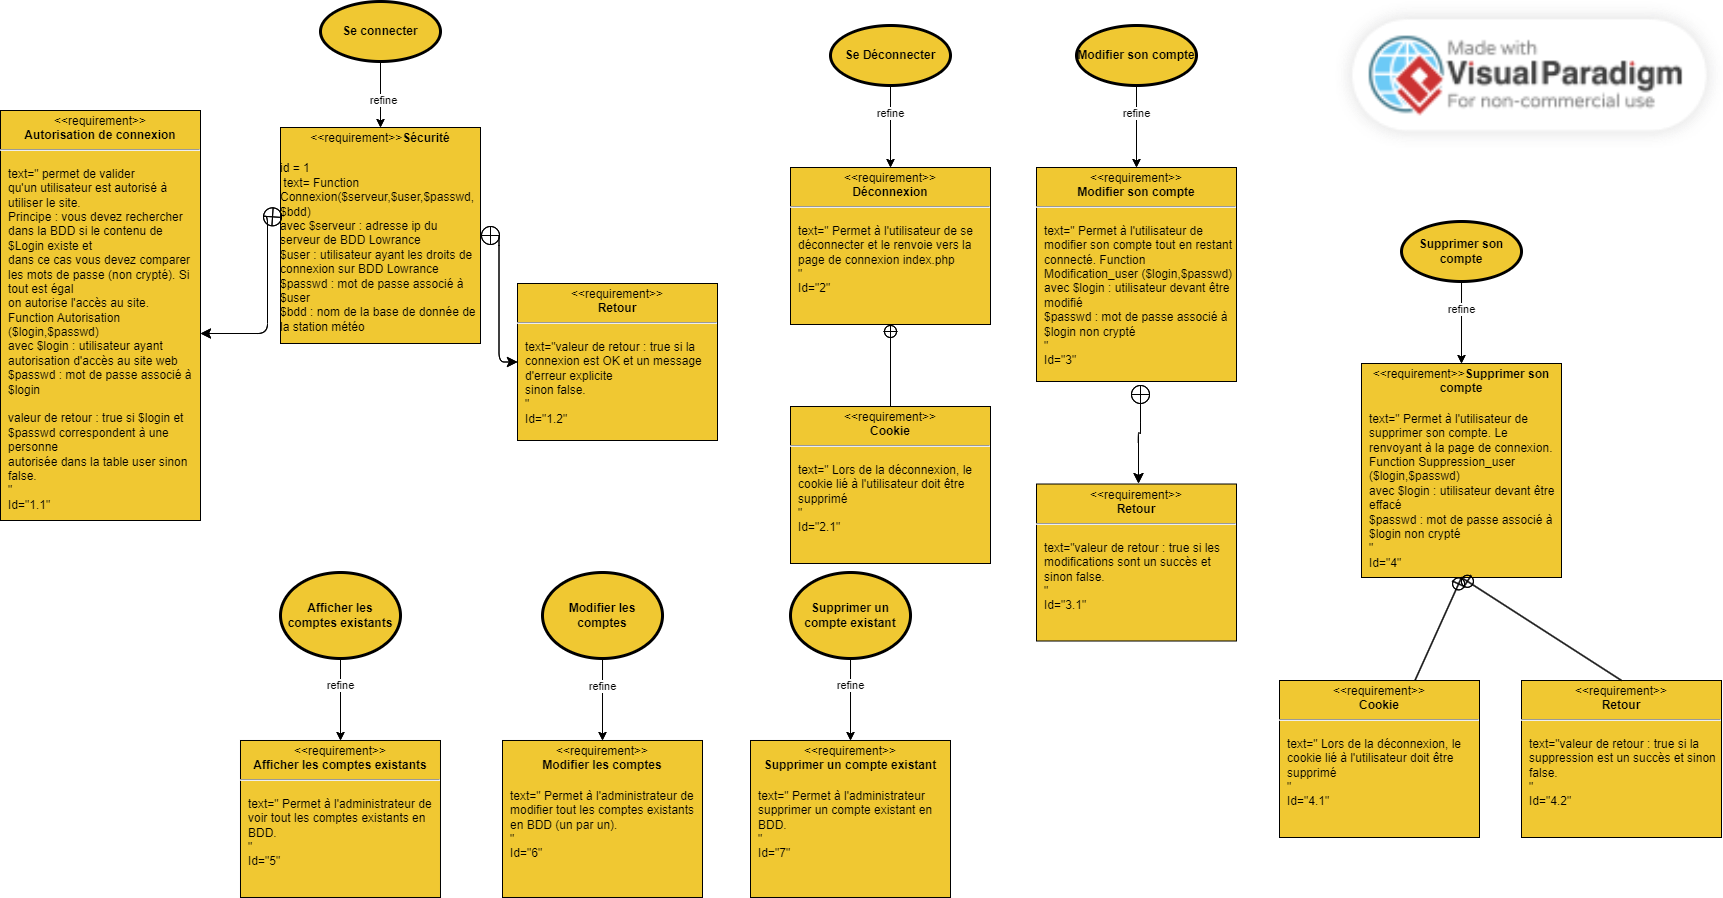 Se connecter
refine
<<requirement>>
Autorisation de connexion
text=" permet de valider
qu'un utilisateur est autorisé à
utiliser le site.
Principe : vous devez rechercher
dans la BDD si le contenu de
$Login existe et
dans ce cas vous devez comparer
les mots de passe (non crypté). Si
tout est égal
on autorise l'accès au site.
Function Autorisation
($login,$passwd)
avec $login : utilisateur ayant
autorisation d'accès au site web
$passwd : mot de passe associé à
$login
valeur de retour : true si $login et
$passwd correspondent à une
personne
autorisée dans la table user sinon
false.
"
Id="1.1"
<<requirement>>Sécurité
id = 1
text= Function
Connexion($serveur,$user,$passwd,
$bdd)
avec $serveur : adresse ip du
serveur de BDD Lowrance
$user : utilisateur ayant les droits de
connexion sur BDD Lowrance
$passwd : mot de passe associé à
$user
$bdd : nom de la base de donnée de
la station météo
<<requirement>>
Retour
text="valeur de retour : true si la
connexion est OK et un message
d'erreur explicite
sinon false.
"
Id="1.2"
Se Déconnecter
refine
<<requirement>>
Déconnexion
text=" Permet à l'utilisateur de se
déconnecter et le renvoie vers la
page de connexion index.php
"
Id="2"
<<requirement>>
Cookie
text=" Lors de la déconnexion, le
cookie lié à l'utilisateur doit être
supprimé
"
Id="2.1"
Modifier son compte
refine
<<requirement>>
Modifier son compte
text=" Permet à l'utilisateur de
modifier son compte tout en restant
connecté. Function
Modification_user ($login,$passwd)
avec $login : utilisateur devant être
modifié
$passwd : mot de passe associé à
$login non crypté
"
Id="3"
<<requirement>>
Retour
text="valeur de retour : true si les
modifications sont un succès et
sinon false.
"
Id="3.1"
Made with
Visual Paradigm
For non-commercial use
Supprimer son
compte
refine
<<requirement>>Supprimer son
compte
text=" Permet à l'utilisateur de
supprimer son compte. Le
renvoyant à la page de connexion.
Function Suppression_user
($login,$passwd)
avec $login : utilisateur devant être
effacé
$passwd : mot de passe associé à
$login non crypté
"
Id="4"
<<requirement>>
Cookie
text=" Lors de la déconnexion, le
cookie lié à l'utilisateur doit être
supprimé
"
Id="4.1"
<<requirement>>
Retour
text="valeur de retour : true si la
suppression est un succès et sinon
false.
"
Id="4.2"
Afficher les
comptes existants
refine
<<requirement>>
Afficher les comptes existants
text=" Permet à l'administrateur de
voir tout les comptes existants en
BDD.
"
Id="5"
Modifier les
comptes
refine
<<requirement>>
Modifier les comptes
text=" Permet à l'administrateur de
modifier tout les comptes existants
en BDD (un par un).
"
Id="6"
Supprimer un
compte existant
refine
<<requirement>>
Supprimer un compte existant
text=" Permet à l'administrateur
supprimer un compte existant en
BDD.
"
Id="7"